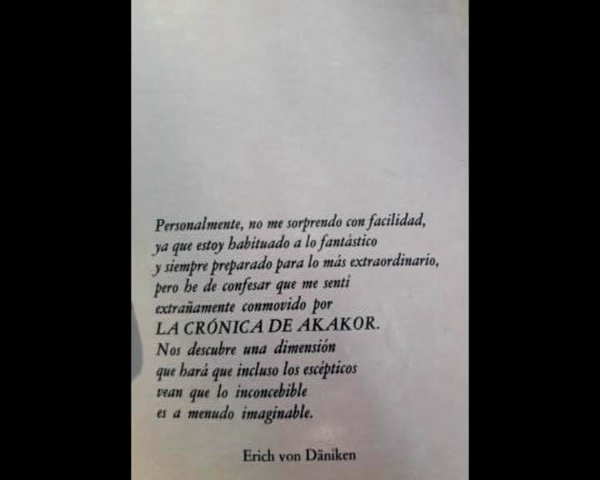 Personalmente, no me sorprendo con facilidad,
ya que estoy habituado a lo fantástico
y siempre preparado para lo más extraordinario,
pero he de confesar que me sentí
extrañamente conmovido por
LA CRÓNICA DE AKAKOR.
Nos descubre una dimensión
que hará que incluso los escépticos
vean que lo inconcebible
es a menudo imaginable.
Erich von Däniken